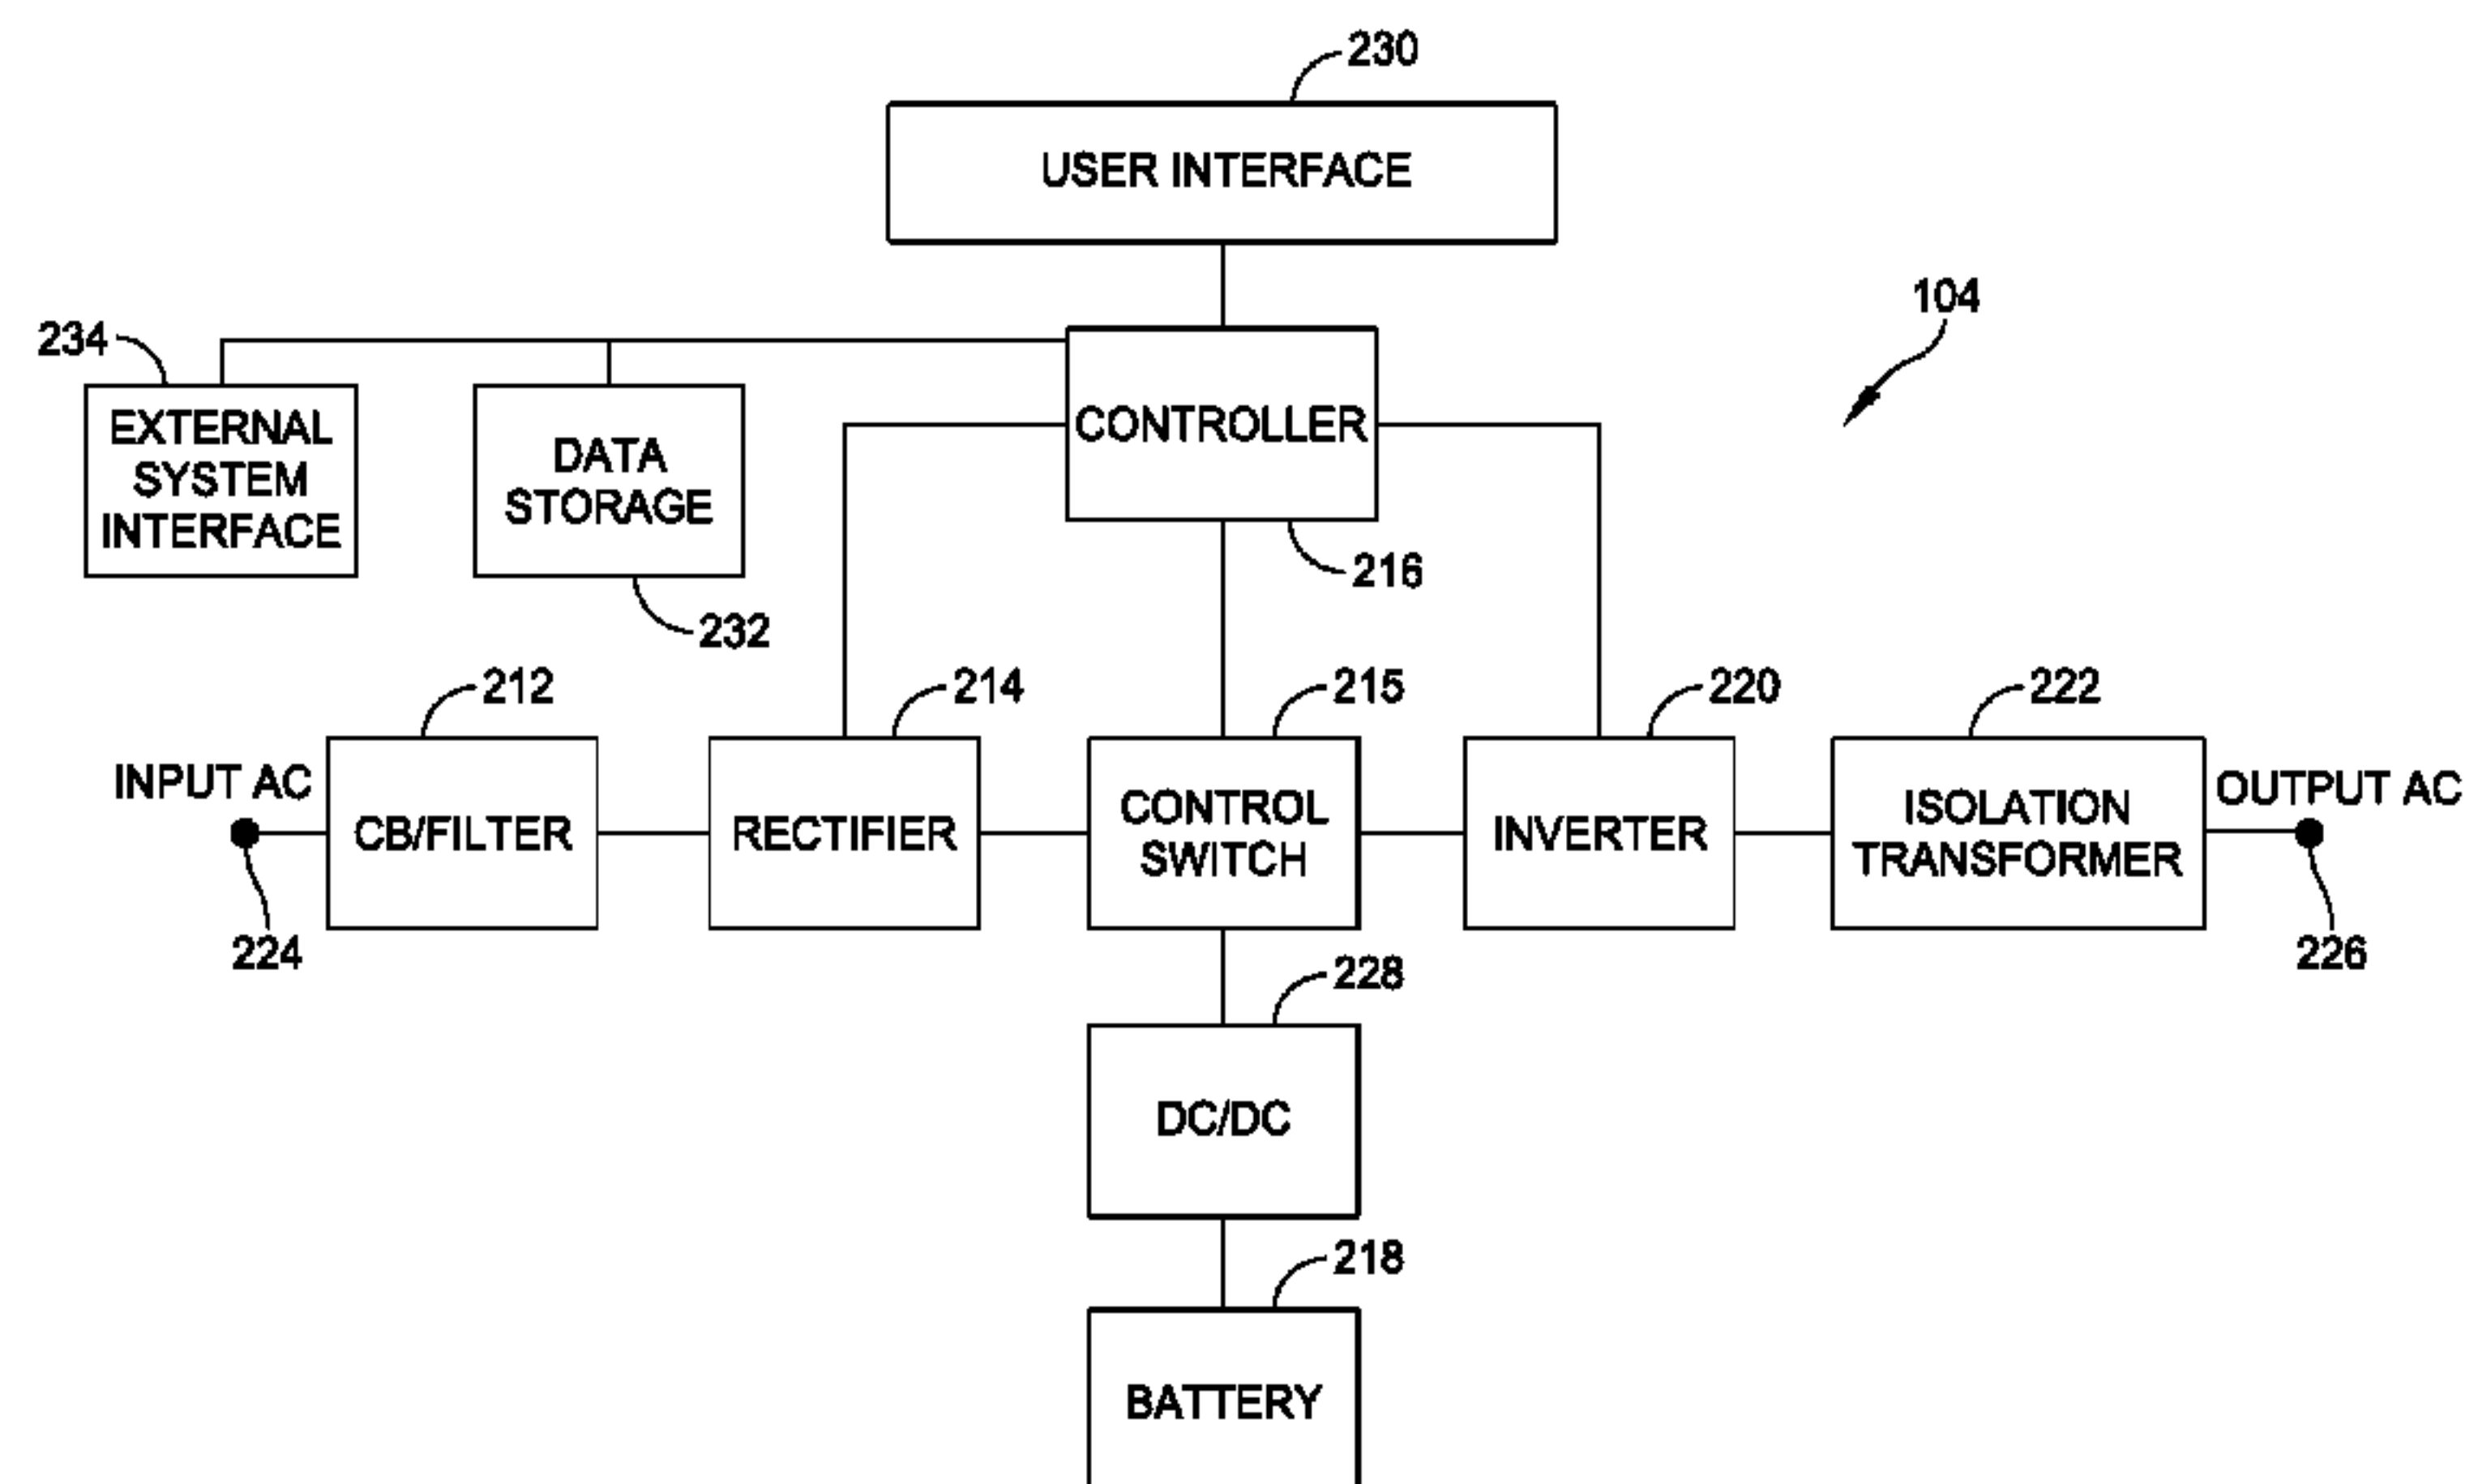 230
USER INTERFACE
104
234
EXTERNAL
SYSTEM
INTERFACE
DATA
STORAGE
CONTROLLER
216
232
212
214
215
220
222
INPUT AC
CB/FILTER
RECTIFIER
CONTROL
SWITCH
INVERTER
ISOLATION
TRANSFORMER
OUTPUT AC
224
226
228
DC/DC
218
BATTERY